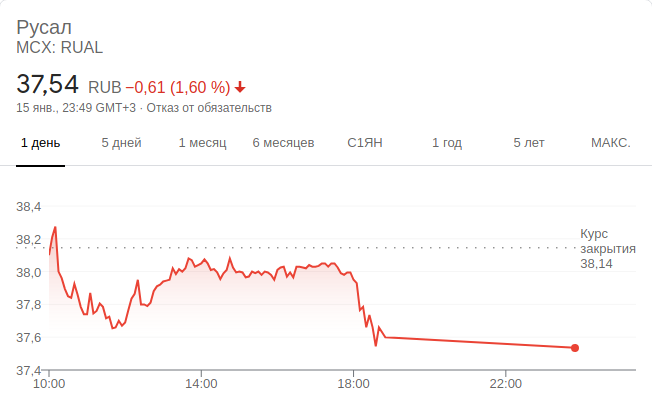 Русал
MCX: RUAL
37,54 RUB −0,61 (1,60 %)
15 янв., 23:49 GMT+3 · Отказ от обязательств
1 день 5 дней 1 месяц 6 месяцев С1ЯН 1 год 5 лет МАКС.
38,4
38,2
38,0
37,8
37,6
37,4
Курс
закрытия
38,14
10:00 14:00 18:00 22:00